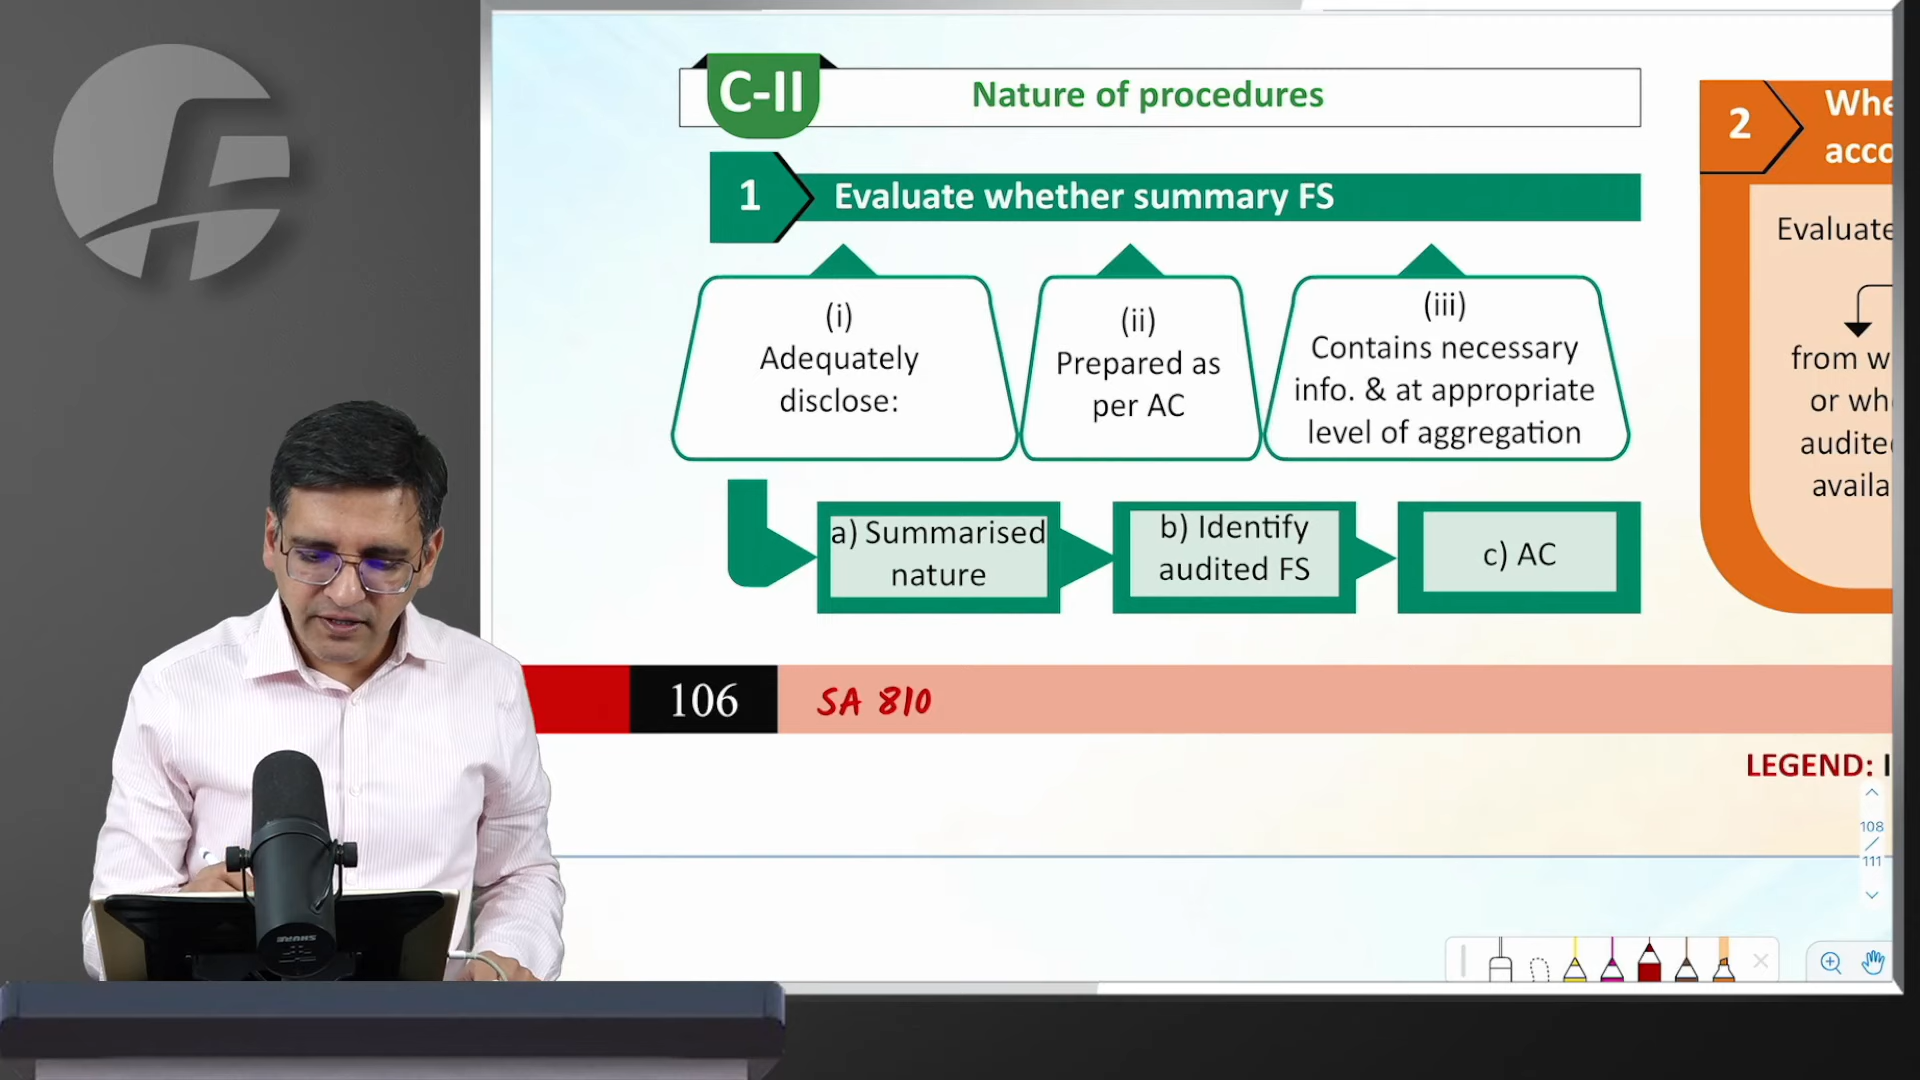 C-II
Nature of procedures
1
Evaluate whether summary FS
(i)
Adequately
disclose:
(ii)
Prepared as
per AC
(iii)
Contains necessary
info. & at appropriate
level of aggregation
a) Summarised
nature
b) Identify
audited FS
c) AC
2
Whe
acco
Evaluate
from w
or wh
audite
availa
106
SA 810
LEGEND: I
108
/
111
SHURE